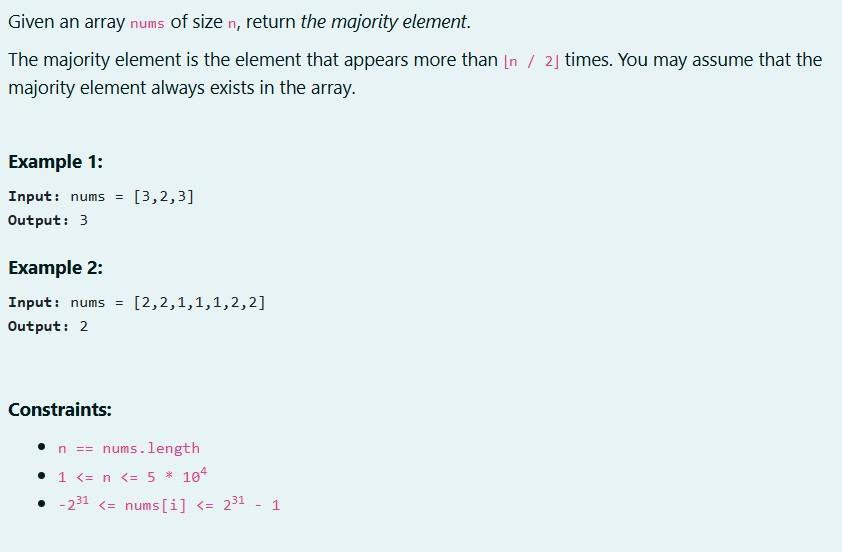 Given an array nums of size n, return the majority element.
The majority element is the element that appears more than ⌊n / 2⌋ times. You may assume that the
majority element always exists in the array.
Example 1:
Input: nums = [3,2,3]
Output: 3
Example 2:
Input: nums = [2,2,1,1,1,2,2]
Output: 2
Constraints:
• n == nums.length
• 1 <= n <= 5 * 10⁴
• -2³¹ <= nums[i] <= 2³¹ - 1